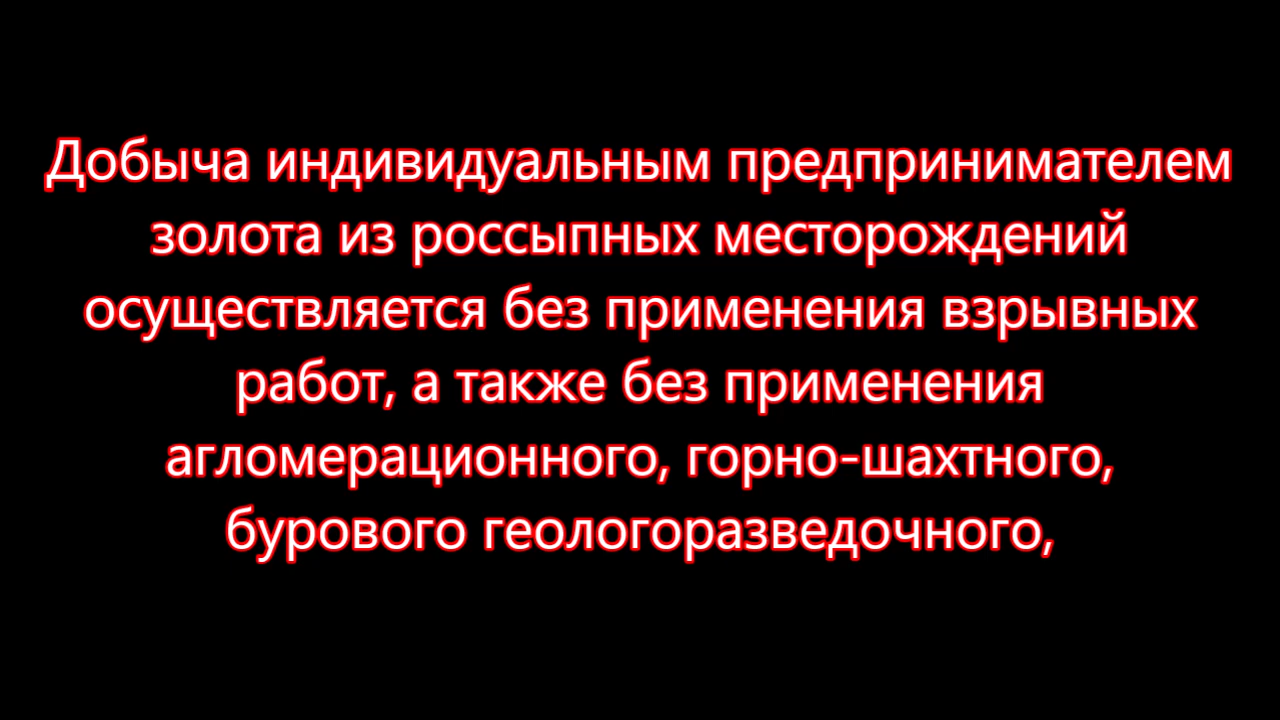 Добыча индивидуальным предпринимателем
золота из россыпных месторождений
осуществляется без применения взрывных
работ, а также без применения
агломерационного, горно-шахтного,
бурового геологоразведочного,